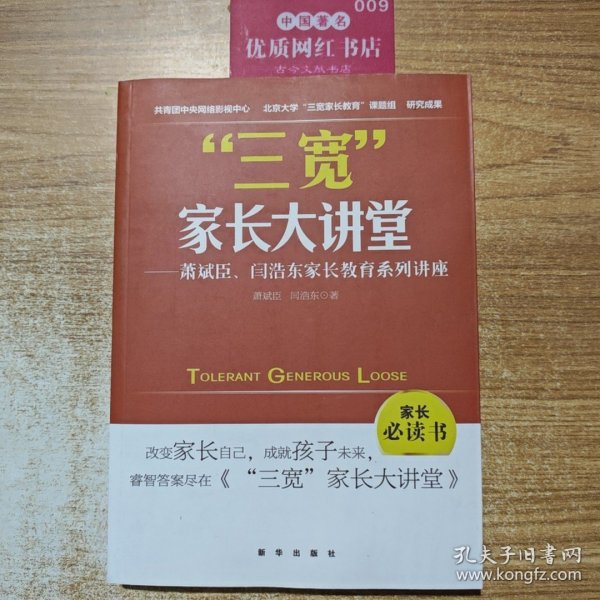 009
中国著名
优质网红书店
古今文献书店
共青团中央网络影视中心 北京大学“三宽家长教育”课题组 研究成果
“三宽”
家长大讲堂
——萧斌臣、闫浩东家长教育系列讲座
萧斌臣 闫浩东⊙著
TOLERANT GENEROUS LOOSE
家长
必读书
改变家长自己，成就孩子未来，
睿智答案尽在《“三宽”家长大讲堂》
新华出版社
孔夫子旧书网
www.kongfz.com